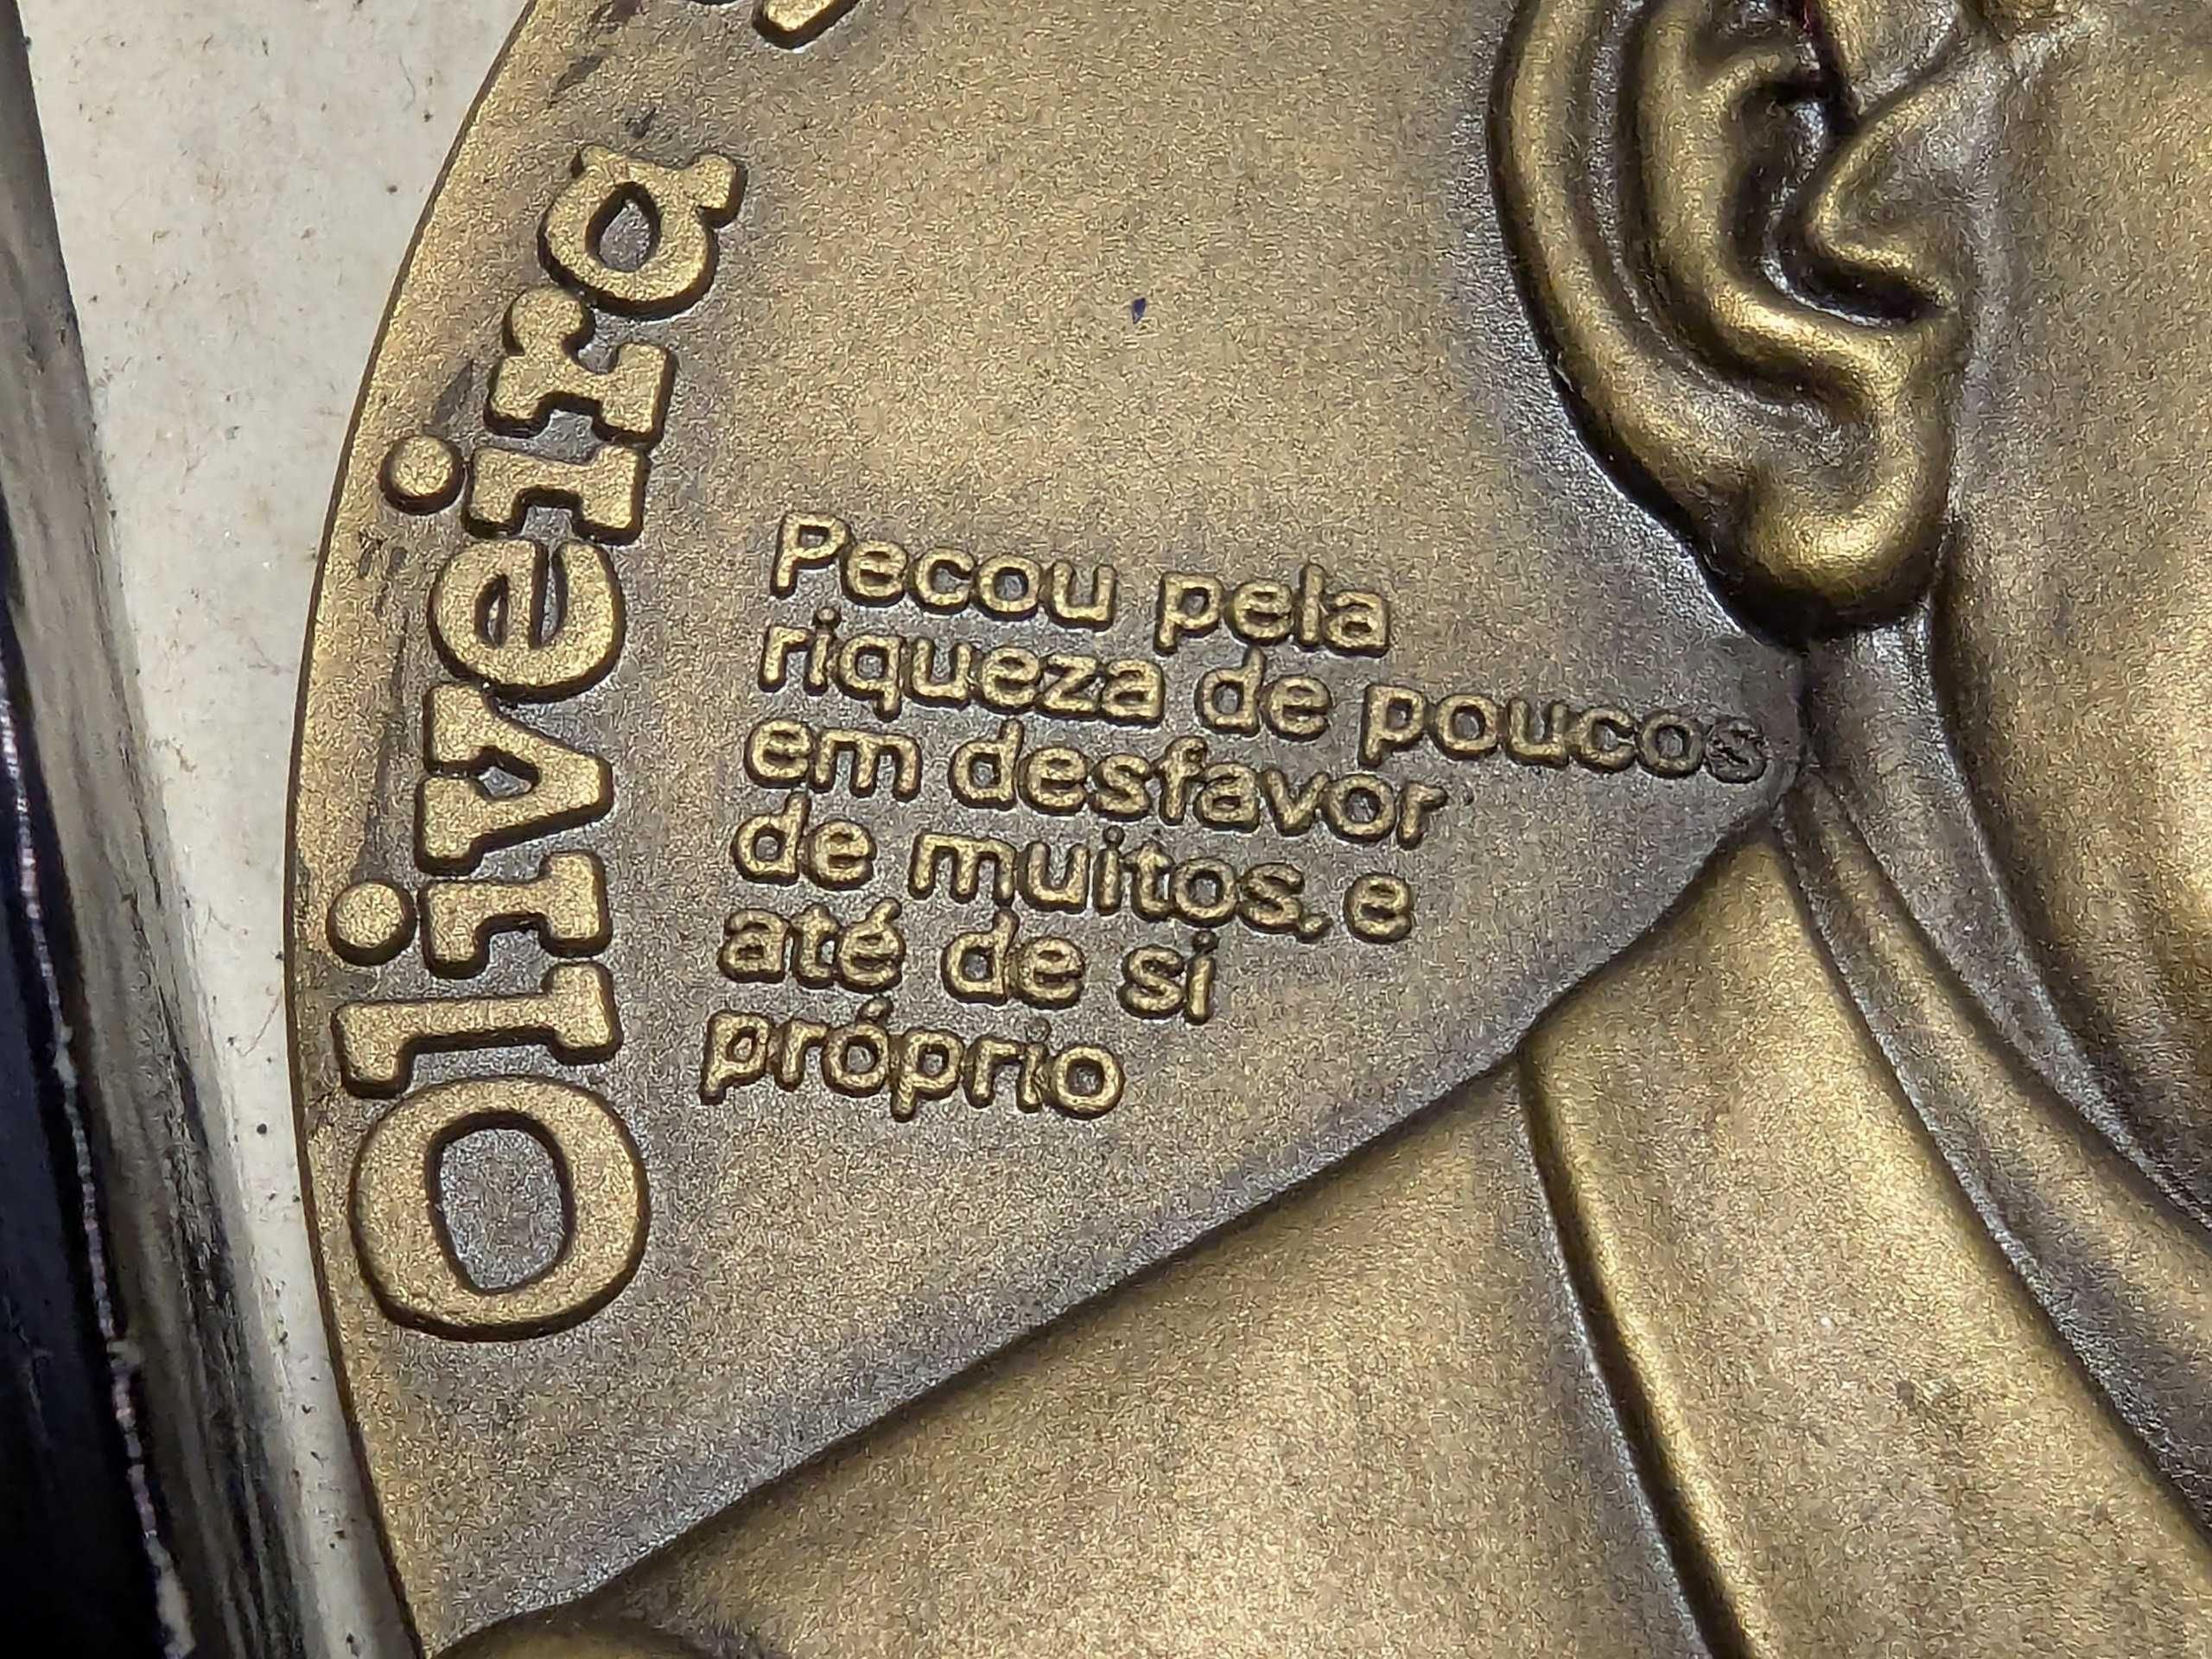 Oliveira
Pecou pela
riqueza de poucos
em desfavor
de muitos, e
até de si
próprio